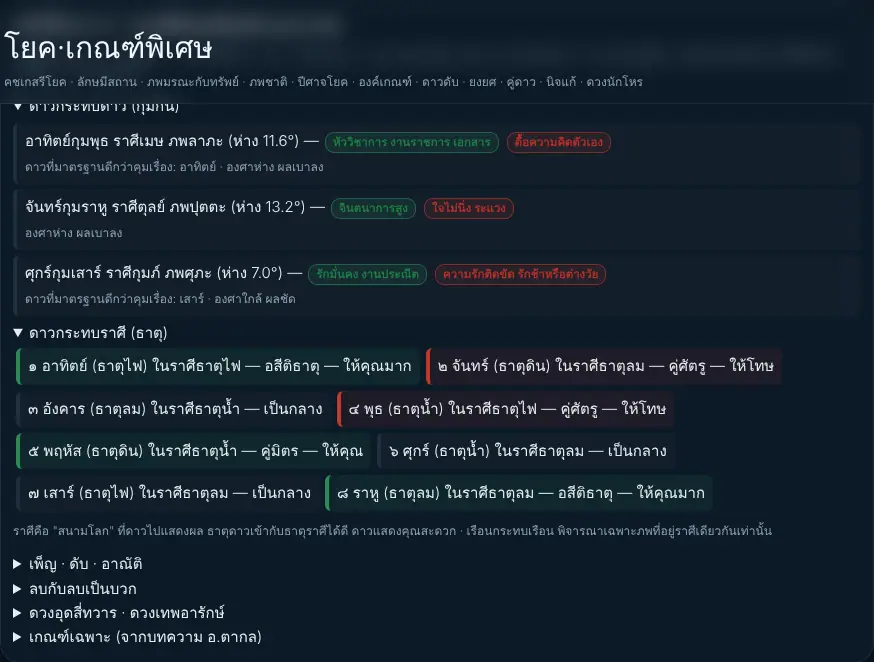 โยค·เกณฑ์พิเศษ
คชเกสรีโยค · ลักษมีสถาน · ภพมรณะกับทรัพย์ · ภพชาติ · ปีศาจโยค · องค์เกณฑ์ · ดาวดับ · ยงยศ · คู่ดาว · นิจแก้ · ดวงนักโหร
▼ ดาวกระทบดาว (กุมกัน)
อาทิตย์กุมพุธ ราศีเมษ ภพลาภะ (ห่าง 11.6°) — หัววิชาการ งานราชการ เอกสาร ดื้อความคิดตัวเอง
ดาวที่มาตรฐานดีกว่าคุมเรื่อง: อาทิตย์ · องศาห่าง ผลเบาลง
จันทร์กุมราหู ราศีตุลย์ ภพปุตตะ (ห่าง 13.2°) — จินตนาการสูง ใจไม่นิ่ง ระแวง
องศาห่าง ผลเบาลง
ศุกร์กุมเสาร์ ราศีกุมภ์ ภพศุภะ (ห่าง 7.0°) — รักมั่นคง งานประณีต ความรักติดขัด รักช้าหรือต่างวัย
ดาวที่มาตรฐานดีกว่าคุมเรื่อง: เสาร์ · องศาใกล้ ผลชัด
▼ ดาวกระทบราศี (ธาตุ)
๑ อาทิตย์ (ธาตุไฟ) ในราศีธาตุไฟ — อสีติธาตุ — ให้คุณมาก ๒ จันทร์ (ธาตุดิน) ในราศีธาตุลม — คู่ศัตรู — ให้โทษ
๓ อังคาร (ธาตุลม) ในราศีธาตุน้ำ — เป็นกลาง ๔ พุธ (ธาตุน้ำ) ในราศีธาตุไฟ — คู่ศัตรู — ให้โทษ
๕ พฤหัส (ธาตุดิน) ในราศีธาตุน้ำ — คู่มิตร — ให้คุณ ๖ ศุกร์ (ธาตุน้ำ) ในราศีธาตุลม — เป็นกลาง
๗ เสาร์ (ธาตุไฟ) ในราศีธาตุลม — เป็นกลาง ๘ ราหู (ธาตุลม) ในราศีธาตุลม — อสีติธาตุ — ให้คุณมาก
ราศีคือ "สนามโลก" ที่ดาวไปแสดงผล ธาตุดาวเข้ากับธาตุราศีได้ดี ดาวแสดงคุณสะดวก · เรือนกระทบเรือน พิจารณาเฉพาะภพที่อยู่ราศีเดียวกันเท่านั้น
▶ เพ็ญ · ดับ · อาณัติ
▶ ลบกับลบเป็นบวก
▶ ดวงอุดสี่ทวาร · ดวงเทพอารักษ์
▶ เกณฑ์เฉพาะ (จากบทความ อ.ตากล)